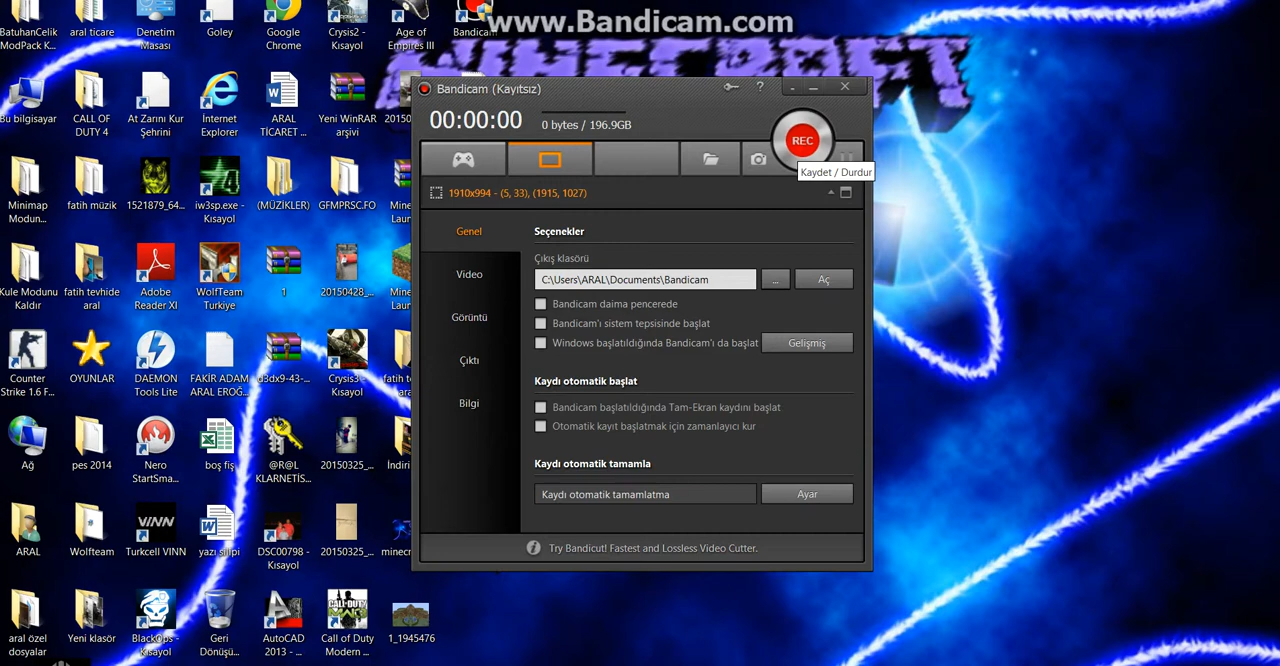 www.Bandicam.com
MINECRAFT
BatuhanCelik
ModPack K...
aral ticare
Denetim
Masası
Goley
Google
Chrome
Crysis2 -
Kısayol
Age of
Empires III
Bandicam
Bu bilgisayar
CALL OF
DUTY 4
At Zarını Kur
Şehrini
İnternet
Explorer
ARAL
TİCARET ...
Yeni WinRAR
arşivi
Minimap
Modun...
fatih müzik
1521879_64...
iw3sp.exe -
Kısayol
(MÜZİKLER)
GFMPRSC.FO
Kule Modunu
Kaldır
fatih tevhide
aral
Adobe
Reader XI
WolfTeam
Turkiye
1
20150428_...
Counter
Strike 1.6 F...
OYUNLAR
DAEMON
Tools Lite
FAKİR ADAM
ARAL EROĞ...
d3dx9-43-...
Crysis3 -
Kısayol
Ağ
pes 2014
Nero
StartSma...
boş fiş
@R@L
KLARNETİS...
20150325_...
ARAL
Wolfteam
VINN
Turkcell VINN
yazı silipi
DSC00798 -
Kısayol
20150325_...
aral özel
dosyalar
Yeni klasör
BlackOps -
Kısayol
Geri
Dönüşü...
AutoCAD
2013 - ...
Call of Duty
Modern ...
1_1945476
Bandicam (Kayıtsız)
00:00:00
0 bytes / 196.9GB
REC
Kaydet / Durdur
1910x994 - (5, 33), (1915, 1027)
Genel
Video
Görüntü
Çıktı
Bilgi
Seçenekler
Çıkış klasörü
C:\Users\ARAL\Documents\Bandicam
...
Aç
Bandicam daima pencerede
Bandicam'ı sistem tepsisinde başlat
Windows başlatıldığında Bandicam'ı da başlat
Gelişmiş
Kaydı otomatik başlat
Bandicam başlatıldığında Tam-Ekran kaydını başlat
Otomatik kayıt başlatmak için zamanlayıcı kur
Kaydı otomatik tamamla
Kaydı otomatik tamamlatma
Ayar
Try Bandicut! Fastest and Lossless Video Cutter.